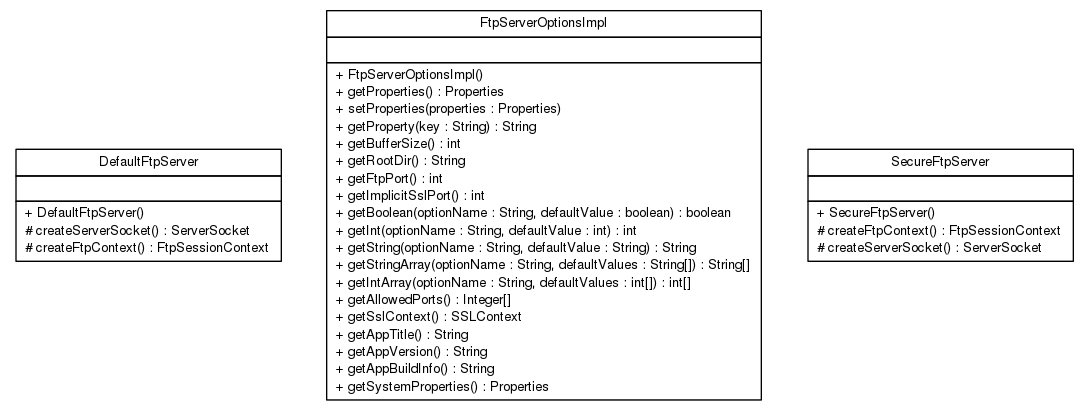 DefaultFtpServer
+ DefaultFtpServer()
# createServerSocket() : ServerSocket
# createFtpContext() : FtpSessionContext
FtpServerOptionsImpl
+ FtpServerOptionsImpl()
+ getProperties() : Properties
+ setProperties(properties : Properties)
+ getProperty(key : String) : String
+ getBufferSize() : int
+ getRootDir() : String
+ getFtpPort() : int
+ getImplicitSslPort() : int
+ getBoolean(optionName : String, defaultValue : boolean) : boolean
+ getInt(optionName : String, defaultValue : int) : int
+ getString(optionName : String, defaultValue : String) : String
+ getStringArray(optionName : String, defaultValues : String[]) : String[]
+ getIntArray(optionName : String, defaultValues : int[]) : int[]
+ getAllowedPorts() : Integer[]
+ getSslContext() : SSLContext
+ getAppTitle() : String
+ getAppVersion() : String
+ getAppBuildInfo() : String
+ getSystemProperties() : Properties
SecureFtpServer
+ SecureFtpServer()
# createFtpContext() : FtpSessionContext
# createServerSocket() : ServerSocket